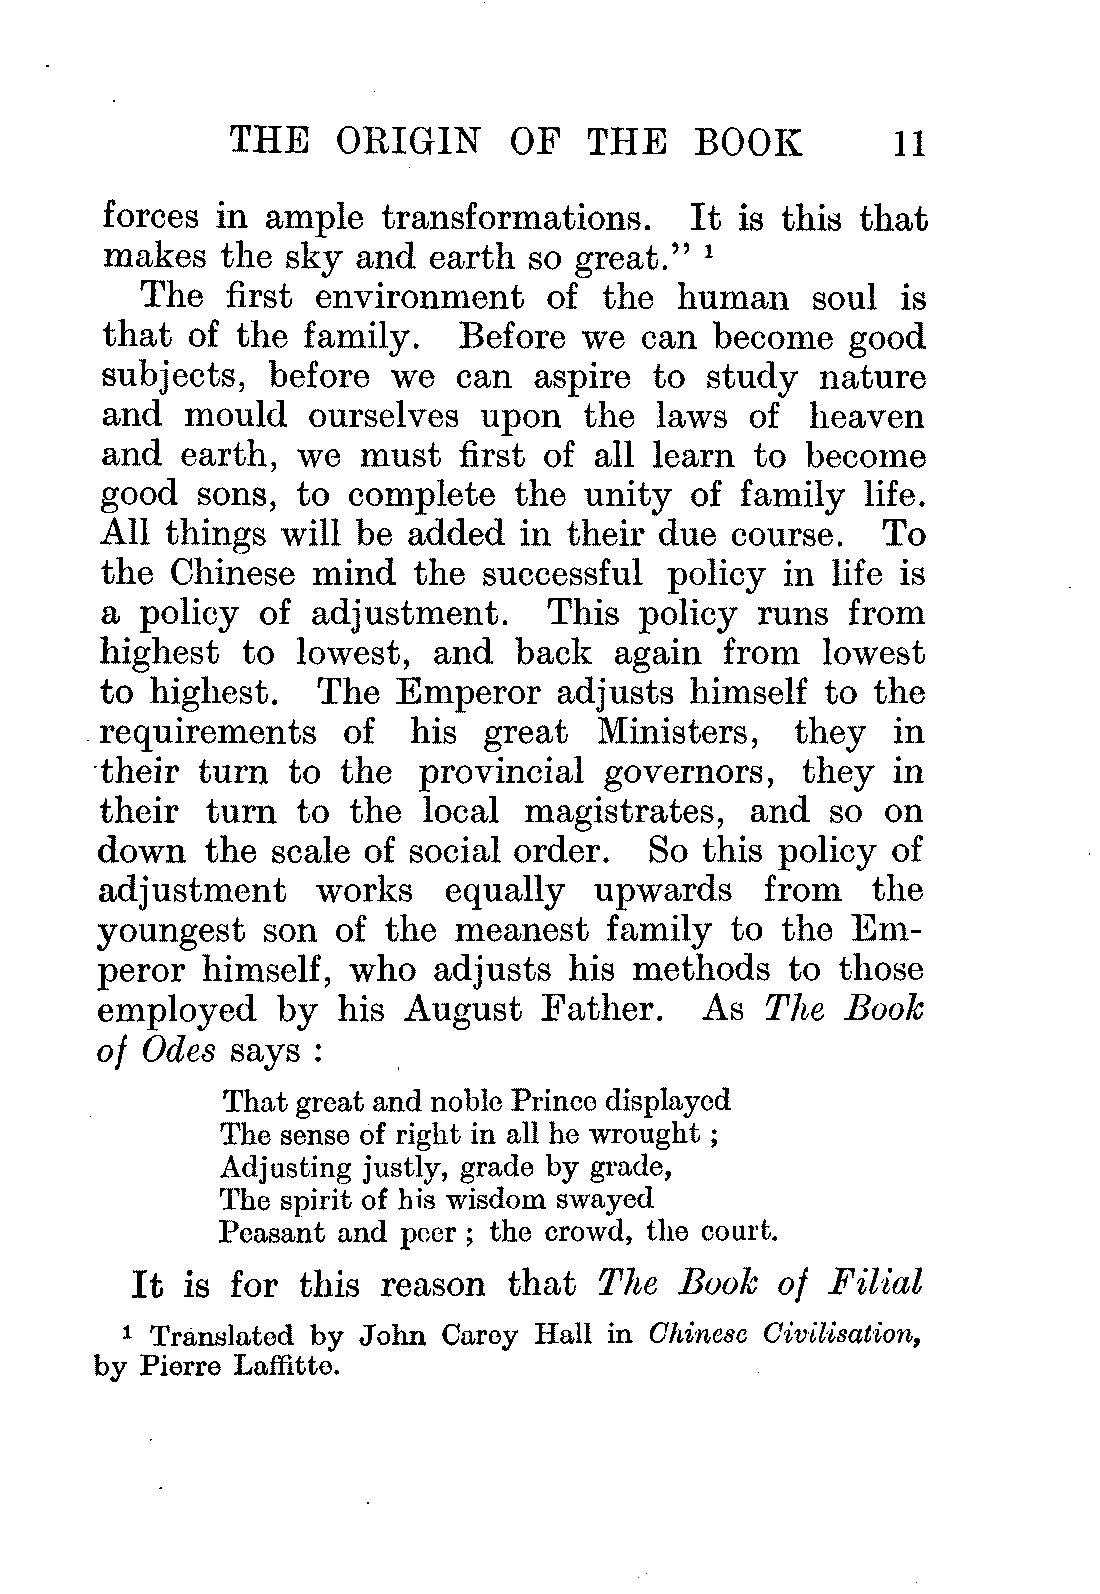 THE ORIGIN OF THE BOOK 11
forces in ample transformations. It is this that
makes the sky and earth so great." 1
The first environment of the human soul is
that of the family. Before we can become good
subjects, before we can aspire to study nature
and mould ourselves upon the laws of heaven
and earth, we must first of all learn to become
good sons, to complete the unity of family life.
All things will be added in their due course. To
the Chinese mind the successful policy in life is
a policy of adjustment. This policy runs from
highest to lowest, and back again from lowest
to highest. The Emperor adjusts himself to the
requirements of his great Ministers, they in
their turn to the provincial governors, they in
their turn to the local magistrates, and so on
down the scale of social order. So this policy of
adjustment works equally upwards from the
youngest son of the meanest family to the Em-
peror himself, who adjusts his methods to those
employed by his August Father. As The Book
of Odes says :
That great and noble Prince displayed
The sense of right in all he wrought ;
Adjusting justly, grade by grade,
The spirit of his wisdom swayed
Peasant and peer ; the crowd, the court.
It is for this reason that The Book of Filial
1 Translated by John Carey Hall in Chinese Civilisation,
by Pierre Laffitte.